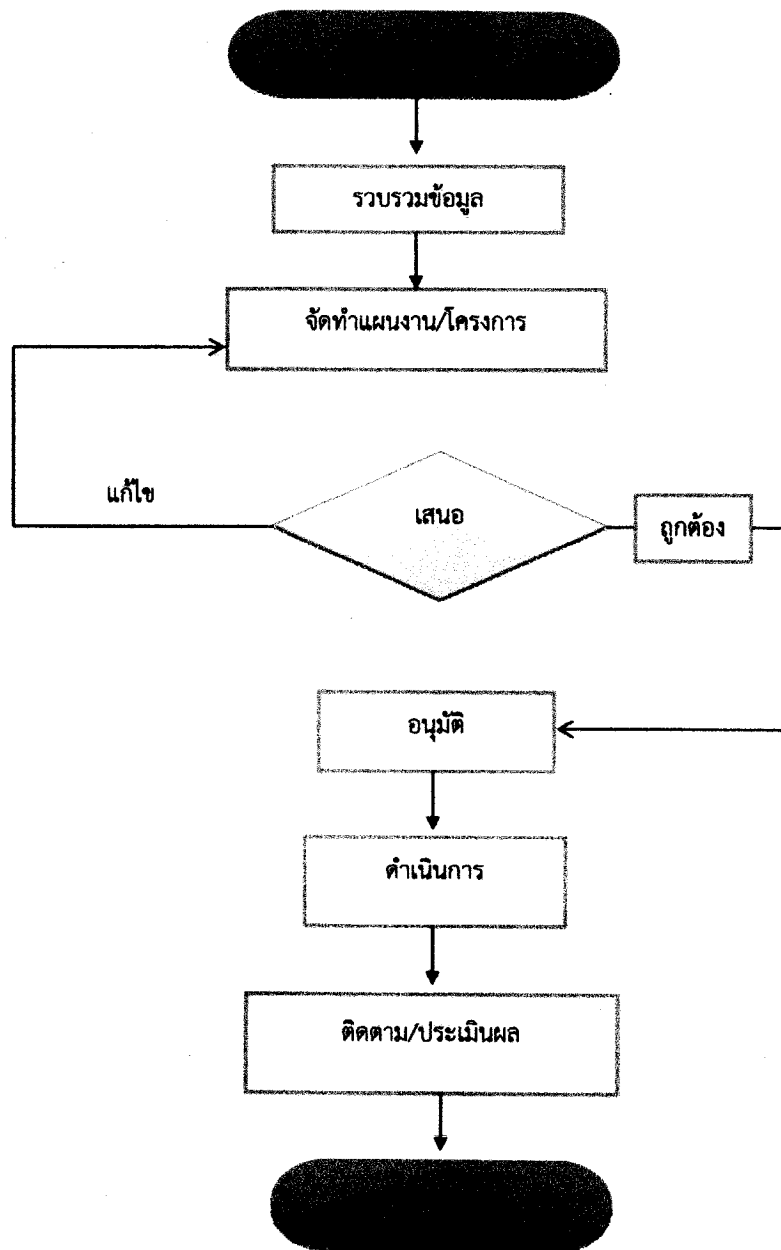 รวบรวมข้อมูล
จัดทำแผนงาน/โครงการ
แก้ไข
เสนอ
ถูกต้อง
อนุมัติ
ดำเนินการ
ติดตาม/ประเมินผล